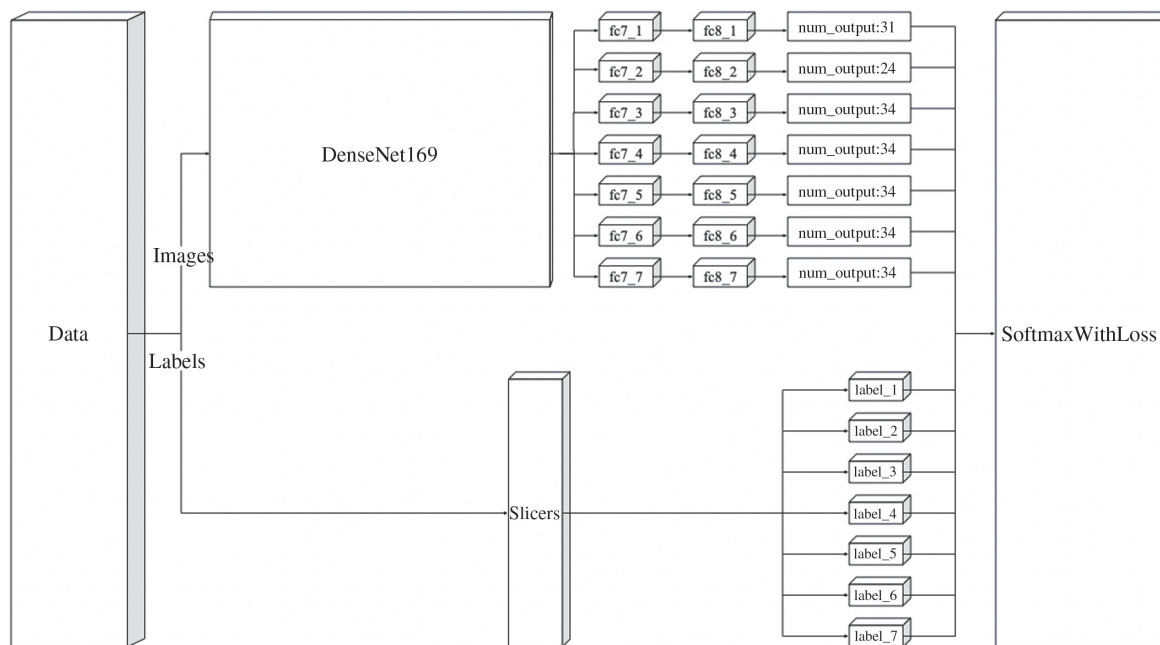 fc7_1 fc8_1 num_output:31
fc7_2 fc8_2 num_output:24
fc7_3 fc8_3 num_output:34
DenseNet169
fc7_4 fc8_4 num_output:34
fc7_5 fc8_5 num_output:34
fc7_6 fc8_6 num_output:34
Images
fc7_7 fc8_7 num_output:34
Data
SoftmaxWithLoss
Labels
label_1
label_2
label_3
Slicers
label_4
label_5
label_6
label_7